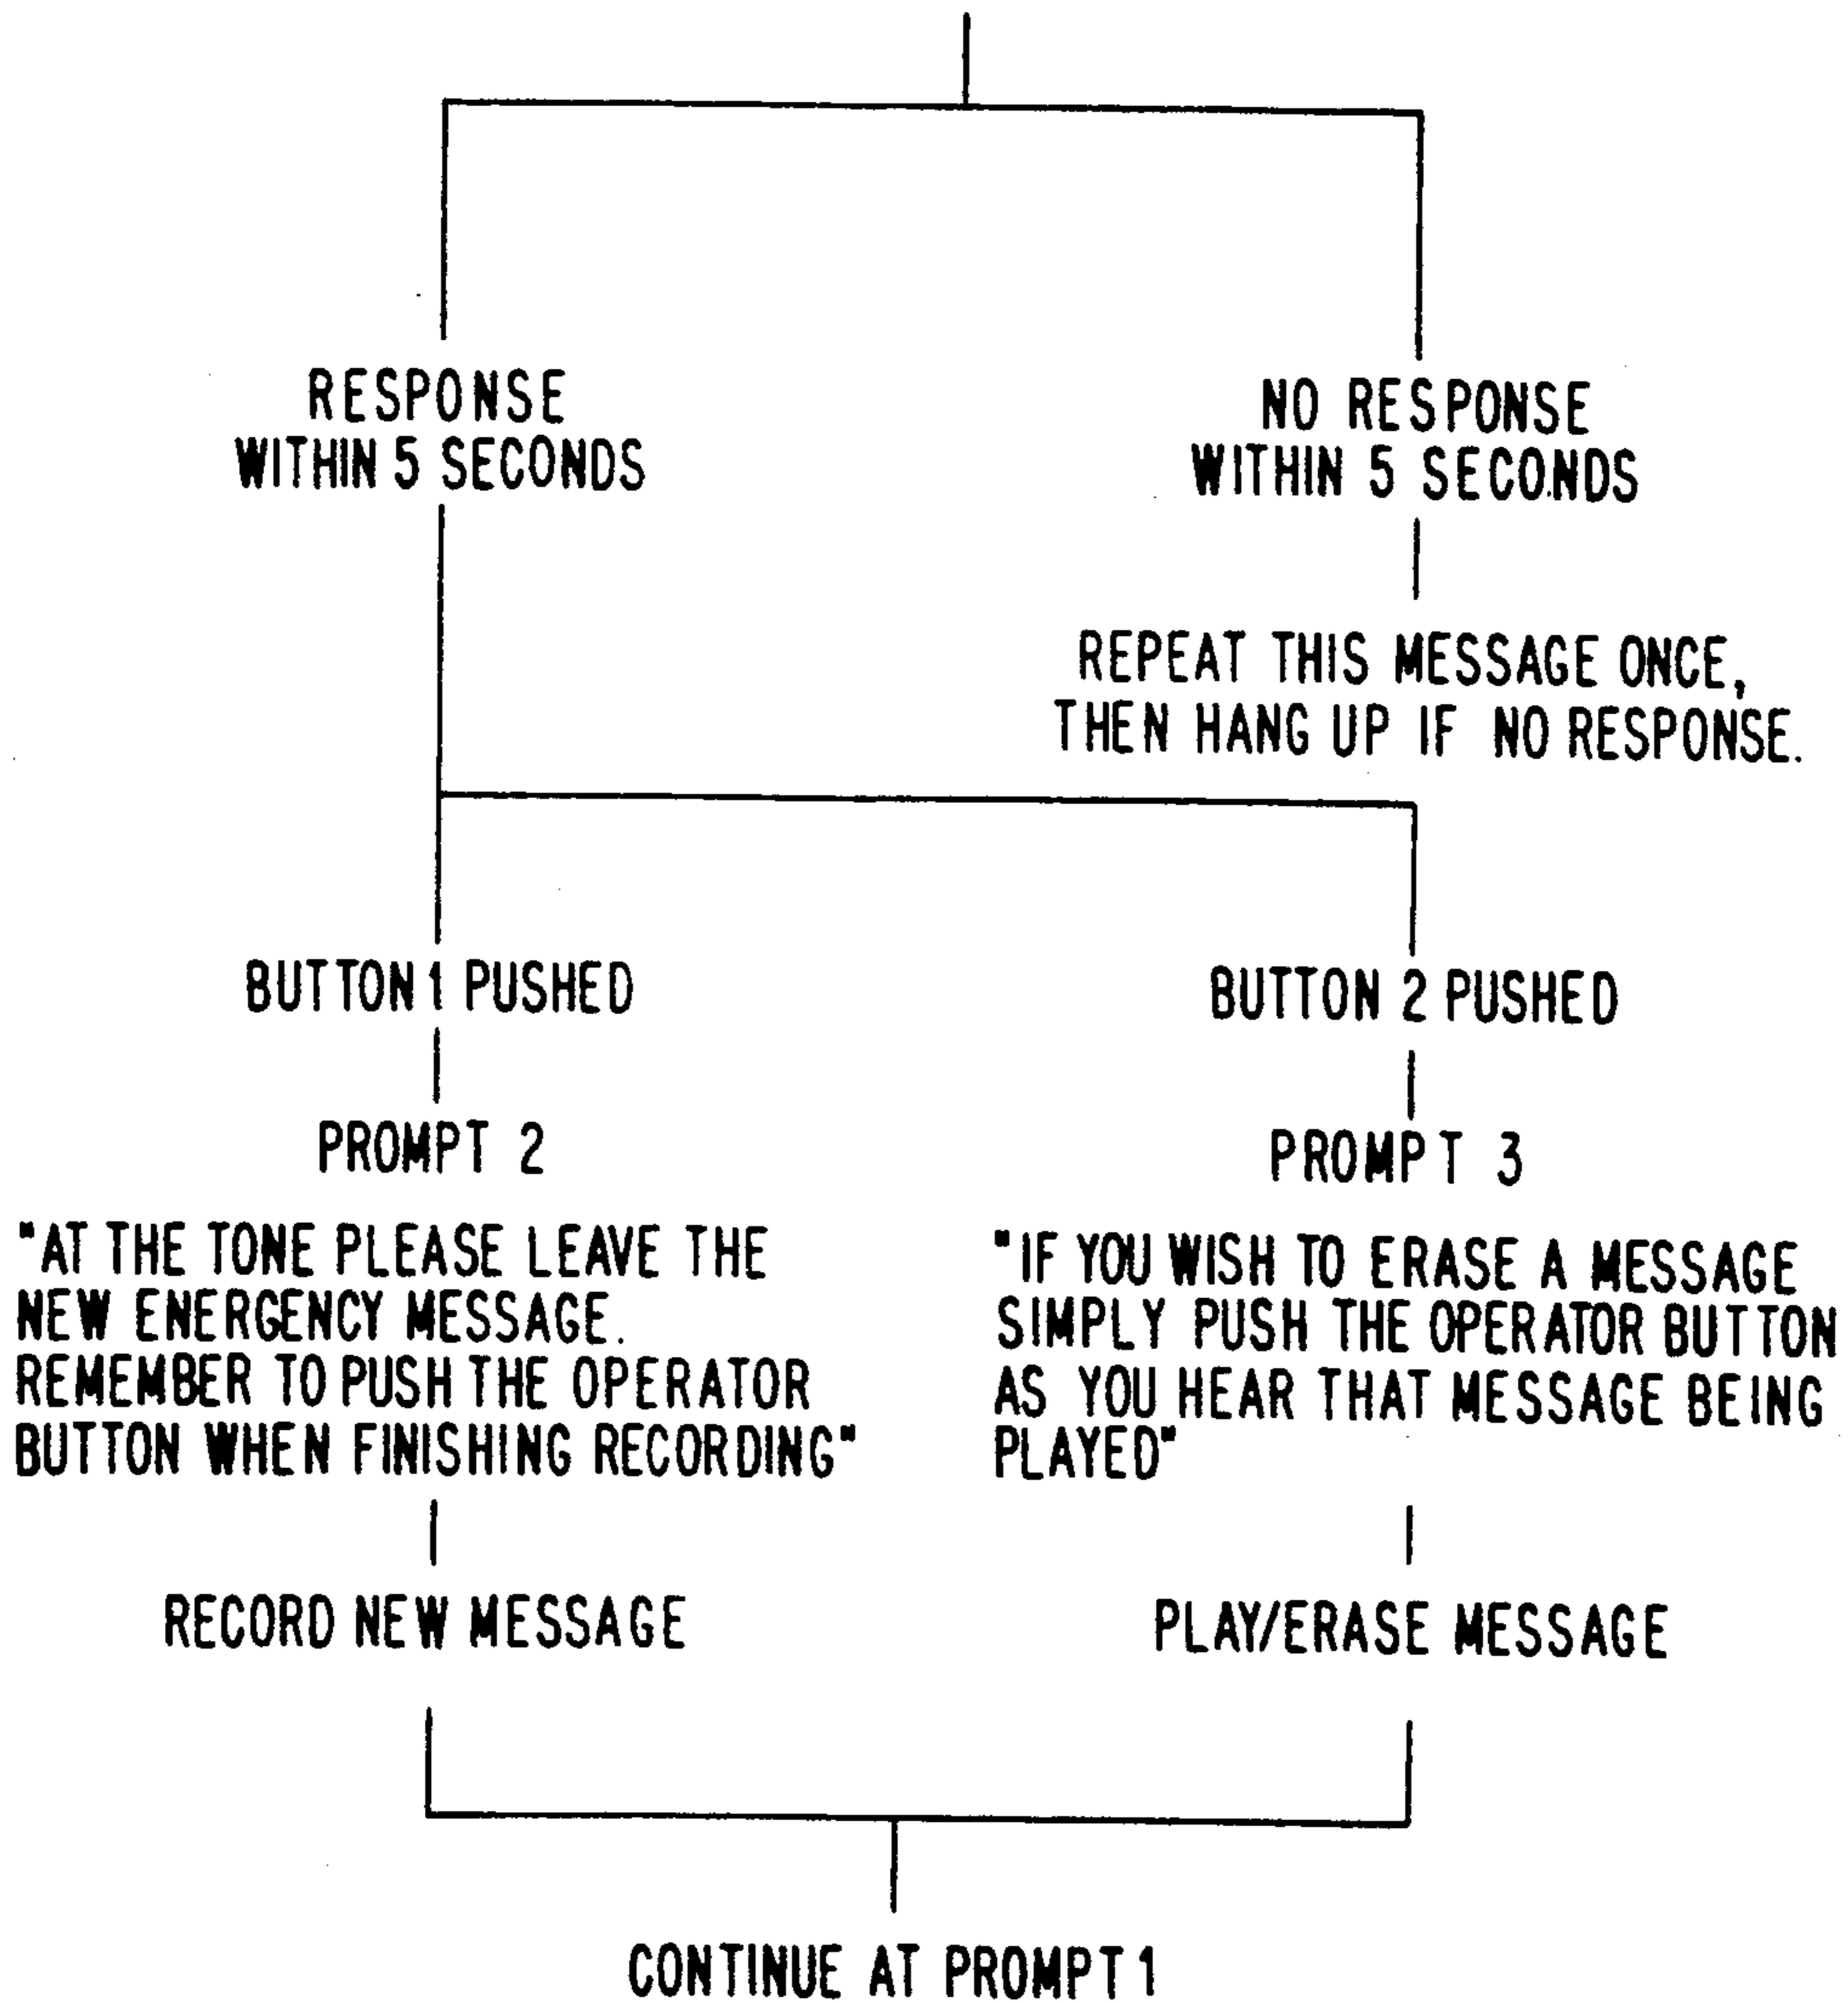 RESPONSE
WITHIN 5 SECONDS
NO RESPONSE
WITHIN 5 SECONDS
REPEAT THIS MESSAGE ONCE,
THEN HANG UP IF NO RESPONSE.
BUTTON 1 PUSHED
BUTTON 2 PUSHED
PROMPT 2
"AT THE TONE PLEASE LEAVE THE
NEW ENERGENCY MESSAGE.
REMEMBER TO PUSH THE OPERATOR
BUTTON WHEN FINISHING RECORDING"
PROMPT 3
"IF YOU WISH TO ERASE A MESSAGE
SIMPLY PUSH THE OPERATOR BUTTON
AS YOU HEAR THAT MESSAGE BEING
PLAYED"
RECORD NEW MESSAGE
PLAY/ERASE MESSAGE
CONTINUE AT PROMPT 1